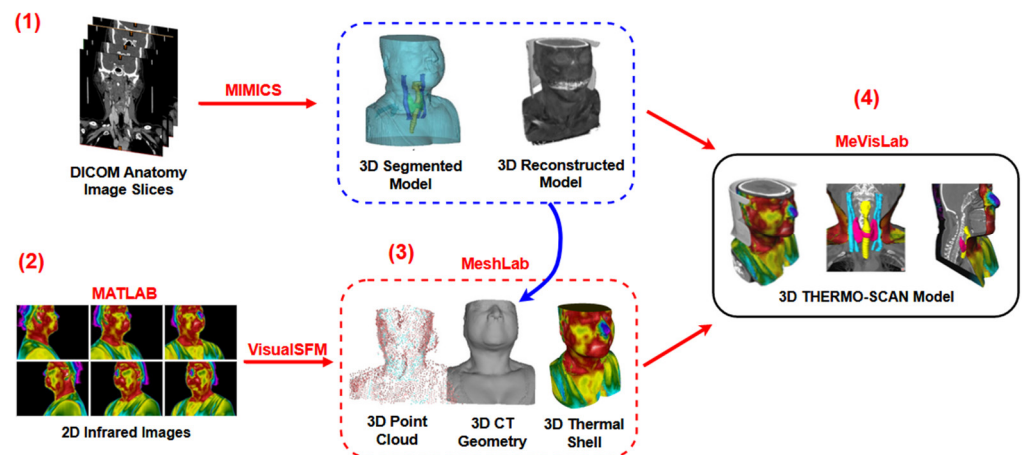 (1)
MIMICS
DICOM Anatomy
Image Slices
3D Segmented
Model
3D Reconstructed
Model
(2)
MATLAB
VisualSFM
2D Infrared Images
(3)
MeshLab
3D Point
Cloud
3D CT
Geometry
3D Thermal
Shell
(4)
MeVisLab
3D THERMO-SCAN Model